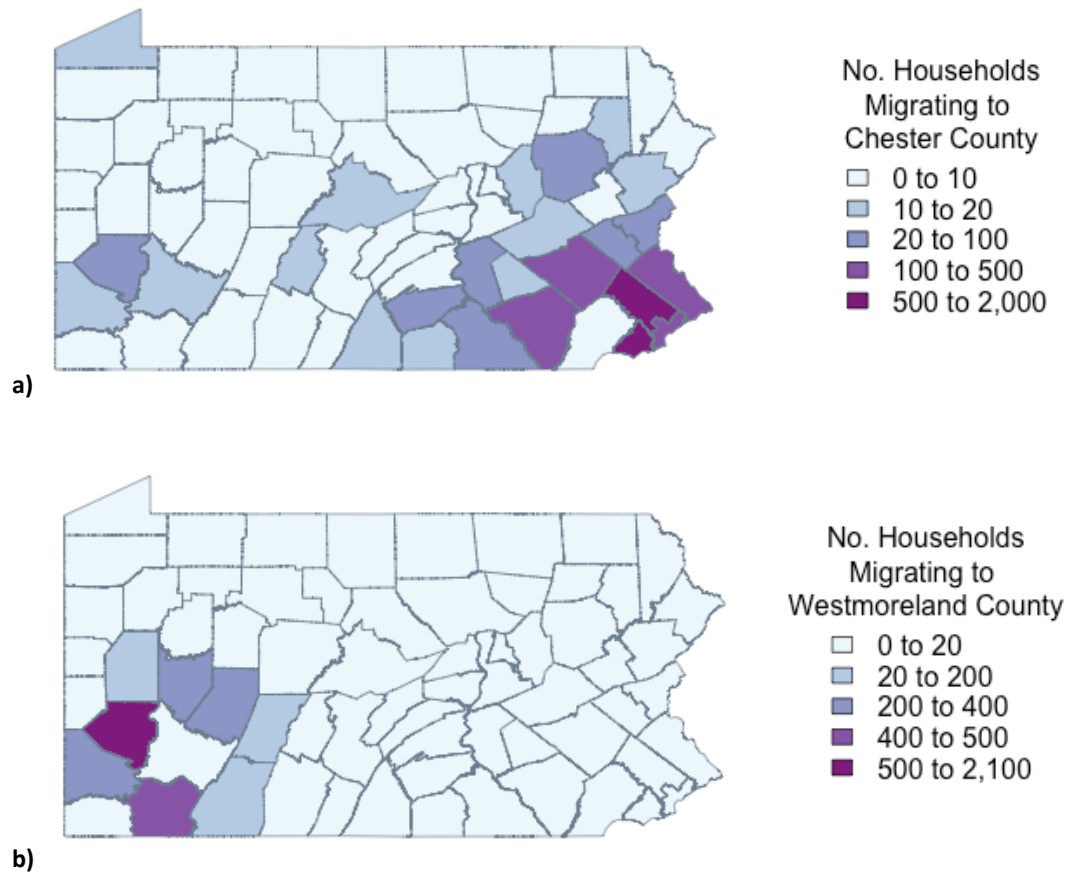 No. Households
Migrating to
Chester County
0 to 10
10 to 20
20 to 100
100 to 500
500 to 2,000
a)
No. Households
Migrating to
Westmoreland County
0 to 20
20 to 200
200 to 400
400 to 500
500 to 2,100
b)